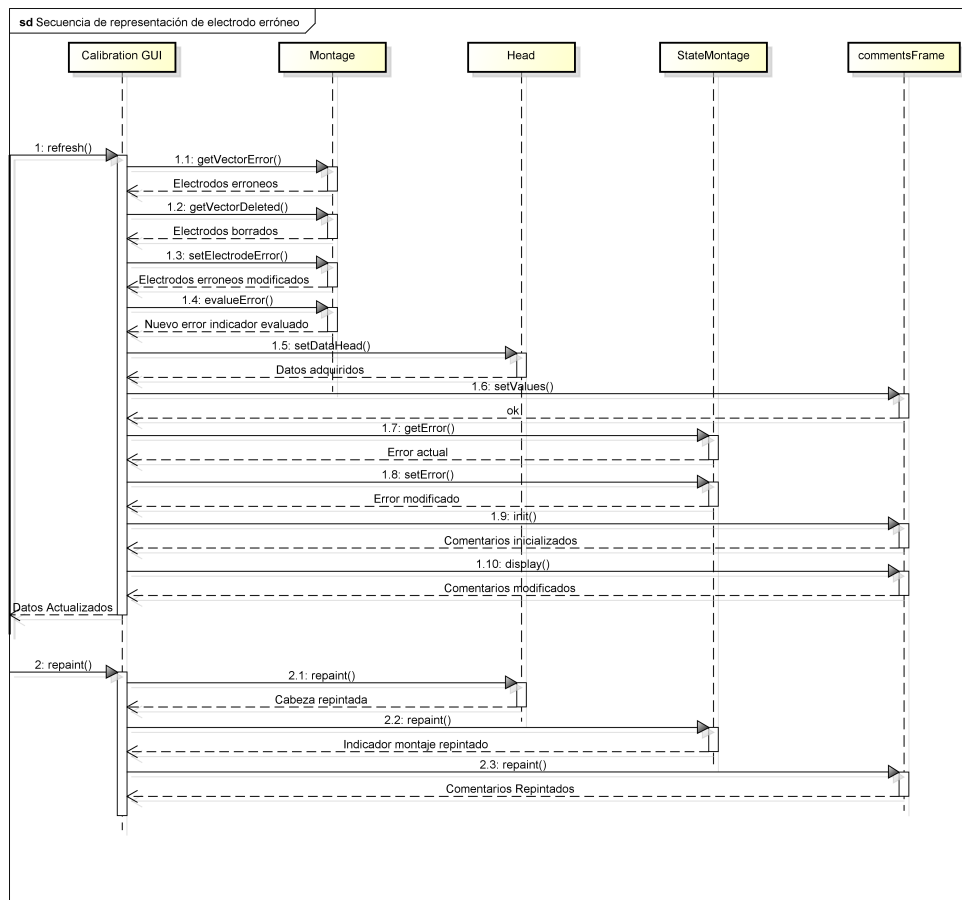 sd Secuencia de representación de electrodo erróneo
Calibration GUI
Montage
Head
StateMontage
commentsFrame
1: refresh()
1.1: getVectorError()
Electrodos erroneos
1.2: getVectorDeleted()
Electrodos borrados
1.3: setElectrodeError()
Electrodos erroneos modificados
1.4: evalueError()
Nuevo error indicador evaluado
1.5: setDataHead()
Datos adquiridos
1.6: setValues()
ok
1.7: getError()
Error actual
1.8: setError()
Error modificado
1.9: init()
Comentarios inicializados
1.10: display()
Comentarios modificados
Datos Actualizados
2: repaint()
2.1: repaint()
Cabeza repintada
2.2: repaint()
Indicador montaje repintado
2.3: repaint()
Comentarios Repintados